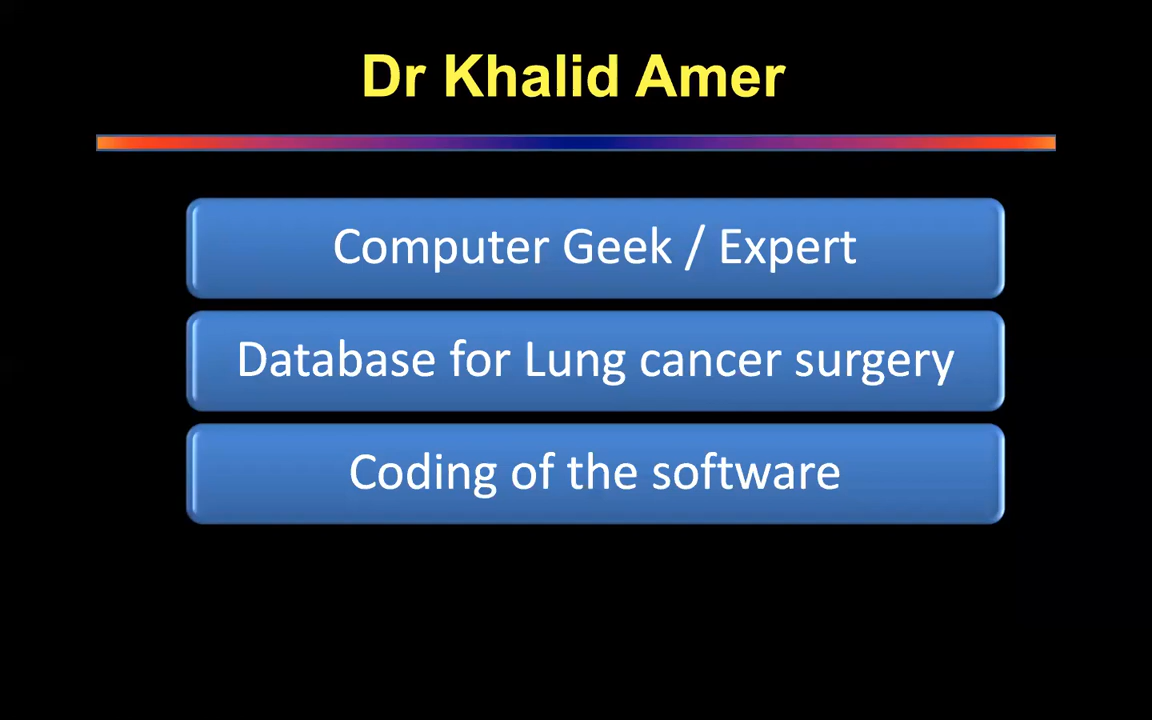 Dr Khalid Amer
Computer Geek / Expert
Database for Lung cancer surgery
Coding of the software